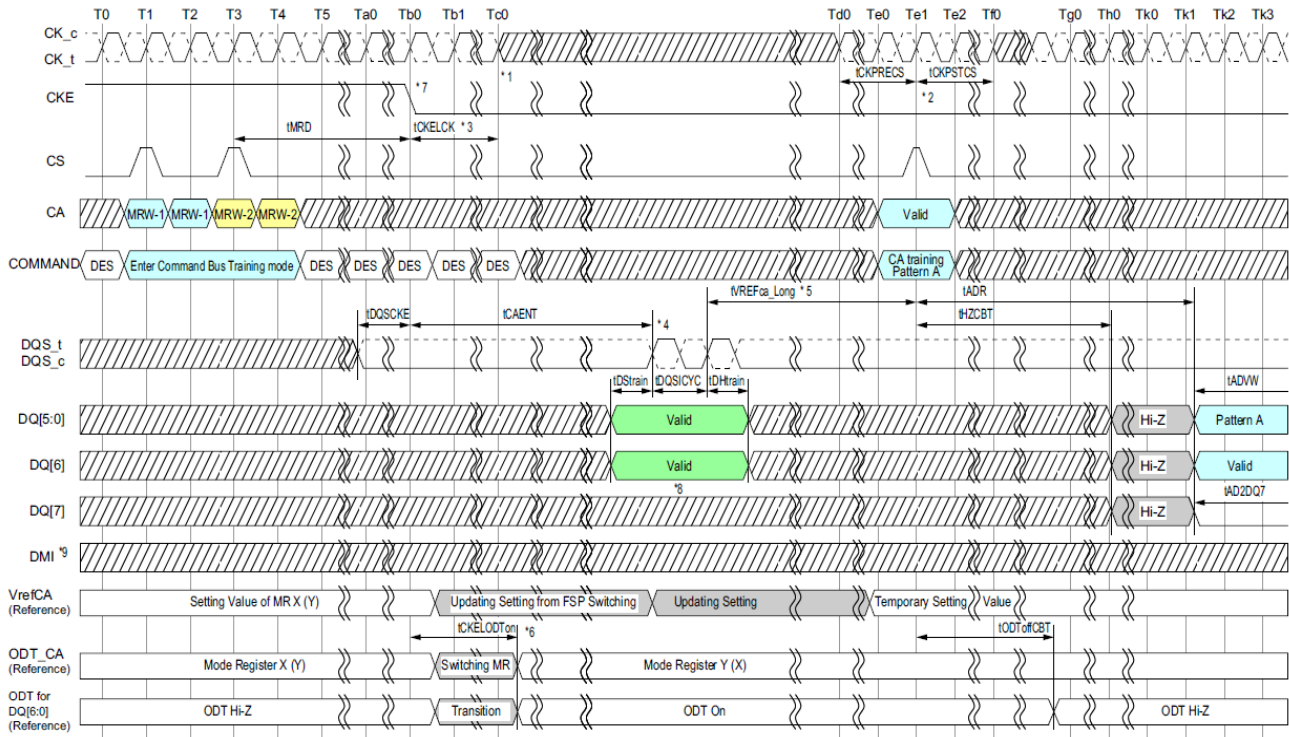 T0 T1 T2 T3 T4 T5 Ta0 Tb0 Tb1 Tc0 Td0 Te0 Te1 Te2 Tf0 Tg0 Th0 Tk0 Tk1 Tk2 Tk3
CK_c
CK_t
* 1
tCKPRECS tCKPSTCS
CKE
* 7
* 2
tMRD tCKELCK * 3
CS
CA MRW-1 MRW-1 MRW-2 MRW-2 Valid
COMMAND DES Enter Command Bus Training mode DES DES DES DES DES CA training
Pattern A
tVREFca_Long * 5 tADR
tDQSCKE tCAENT tHZCBT
* 4
DQS_t
DQS_c
tDStrain tDQSICYC tDHtrain tADVW
DQ[5:0] Valid Hi-Z Pattern A
DQ[6] Valid Hi-Z Valid
*8 tAD2DQ7
DQ[7] Hi-Z
DMI *9
VrefCA
(Reference)
Setting Value of MR X (Y) Updating Setting from FSP Switching Updating Setting Temporary Setting Value
tCKELODTon *6 tODToffCBT
ODT_CA
(Reference)
Mode Register X (Y) Switching MR Mode Register Y (X)
ODT for
DQ[6:0]
(Reference)
ODT Hi-Z Transition ODT On ODT Hi-Z